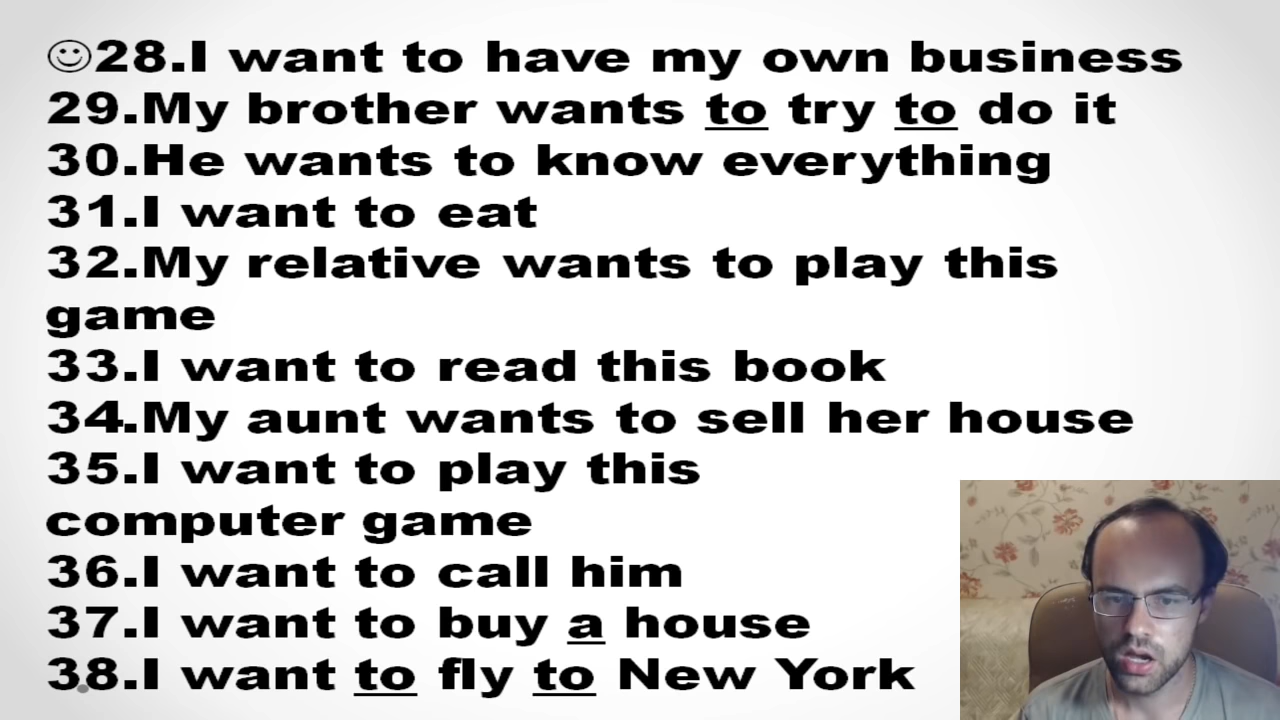 ☺28.I want to have my own business
29.My brother wants to try to do it
30.He wants to know everything
31.I want to eat
32.My relative wants to play this
game
33.I want to read this book
34.My aunt wants to sell her house
35.I want to play this
computer game
36.I want to call him
37.I want to buy a house
38.I want to fly to New York